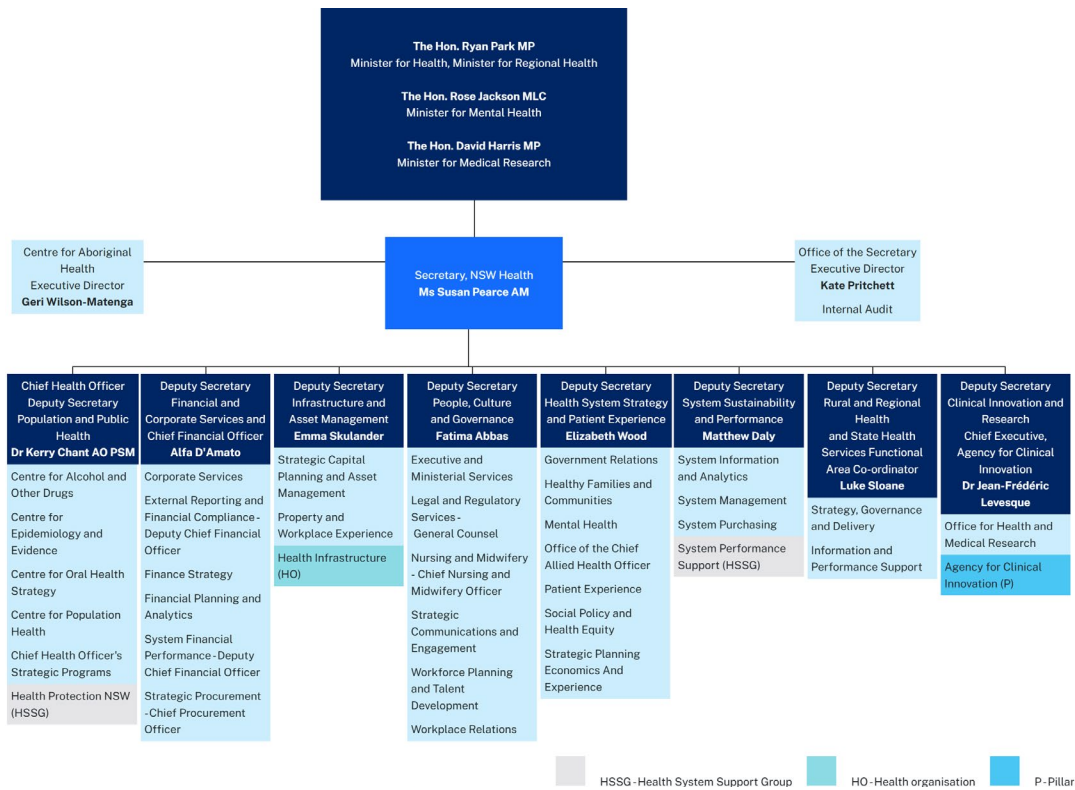 The Hon. Ryan Park MP
Minister for Health, Minister for Regional Health
The Hon. Rose Jackson MLC
Minister for Mental Health
The Hon. David Harris MP
Minister for Medical Research
Centre for Aboriginal
Health
Executive Director
Geri Wilson-Matenga
Secretary, NSW Health
Ms Susan Pearce AM
Office of the Secretary
Executive Director
Kate Pritchett
Internal Audit
Chief Health Officer
Deputy Secretary
Population and Public
Health
Dr Kerry Chant AO PSM
Centre for Alcohol and
Other Drugs
Centre for
Epidemiology and
Evidence
Centre for Oral Health
Strategy
Centre for Population
Health
Chief Health Officer's
Strategic Programs
Health Protection NSW
(HSSG)
Deputy Secretary
Financial and
Corporate Services and
Chief Financial Officer
Alfa D'Amato
Corporate Services
External Reporting and
Financial Compliance -
Deputy Chief Financial
Officer
Finance Strategy
Financial Planning and
Analytics
System Financial
Performance - Deputy
Chief Financial Officer
Strategic Procurement
- Chief Procurement
Officer
Deputy Secretary
Infrastructure and
Asset Management
Emma Skulander
Strategic Capital
Planning and Asset
Management
Property and
Workplace Experience
Health Infrastructure
(HO)
Deputy Secretary
People, Culture
and Governance
Fatima Abbas
Executive and
Ministerial Services
Legal and Regulatory
Services -
General Counsel
Nursing and Midwifery
- Chief Nursing and
Midwifery Officer
Strategic
Communications and
Engagement
Workforce Planning
and Talent
Development
Workplace Relations
Deputy Secretary
Health System Strategy
and Patient Experience
Elizabeth Wood
Government Relations
Healthy Families and
Communities
Mental Health
Office of the Chief
Allied Health Officer
Patient Experience
Social Policy and
Health Equity
Strategic Planning
Economics And
Experience
Deputy Secretary
System Sustainability
and Performance
Matthew Daly
System Information
and Analytics
System Management
System Purchasing
System Performance
Support (HSSG)
Deputy Secretary
Rural and Regional
Health
and State Health
Services Functional
Area Co-ordinator
Luke Sloane
Strategy, Governance
and Delivery
Information and
Performance Support
Deputy Secretary
Clinical Innovation and
Research
Chief Executive,
Agency for Clinical
Innovation
Dr Jean-Frédéric
Levesque
Office for Health and
Medical Research
Agency for Clinical
Innovation (P)
HSSG - Health System Support Group
HO - Health organisation
P - Pillar